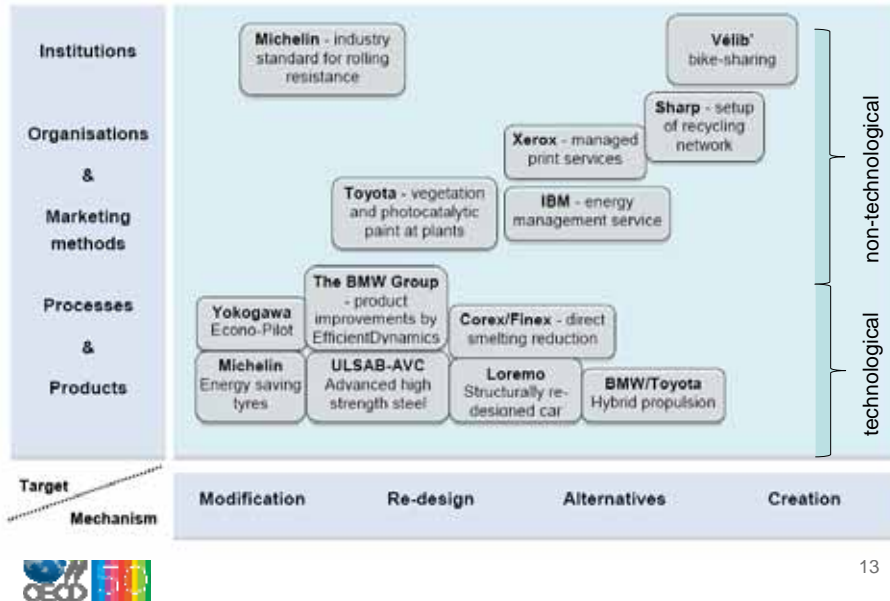 Institutions
Organisations
&
Marketing
methods
Processes
&
Products
Michelin - industry
standard for rolling
resistance
Vélib'
bike-sharing
Sharp - setup
of recycling
network
Xerox - managed
print services
Toyota - vegetation
and photocatalytic
paint at plants
IBM - energy
management service
The BMW Group
- product
improvements by
EfficientDynamics
Yokogawa
Econo-Pilot
Corex/Finex - direct
smelting reduction
Michelin
Energy saving
tyres
ULSAB-AVC
Advanced high
strength steel
Loremo
Structurally re-
desioned car
BMW/Toyota
Hybrid propulsion
non-technological
technological
Target
Mechanism
Modification
Re-design
Alternatives
Creation
OECD 50
13